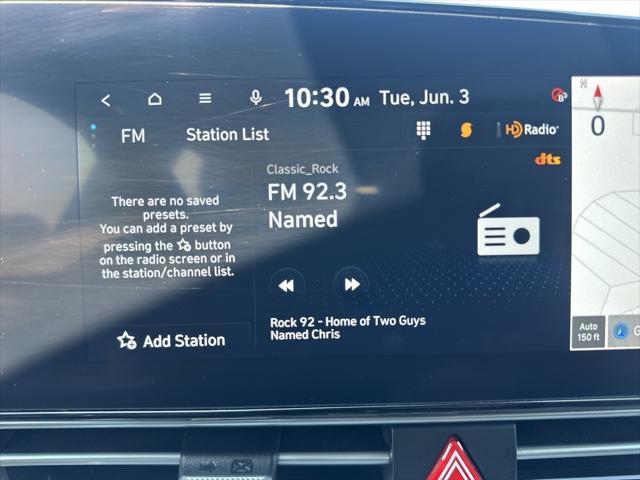 10:30 AM Tue, Jun. 3
FM Station List
HD Radio
dts
Classic_Rock
FM 92.3
Named
There are no saved
presets.
You can add a preset by
pressing the button
on the radio screen or in
the station/channel list.
Add Station
Rock 92 - Home of Two Guys
Named Chris
N
0
Auto
150 ft
G